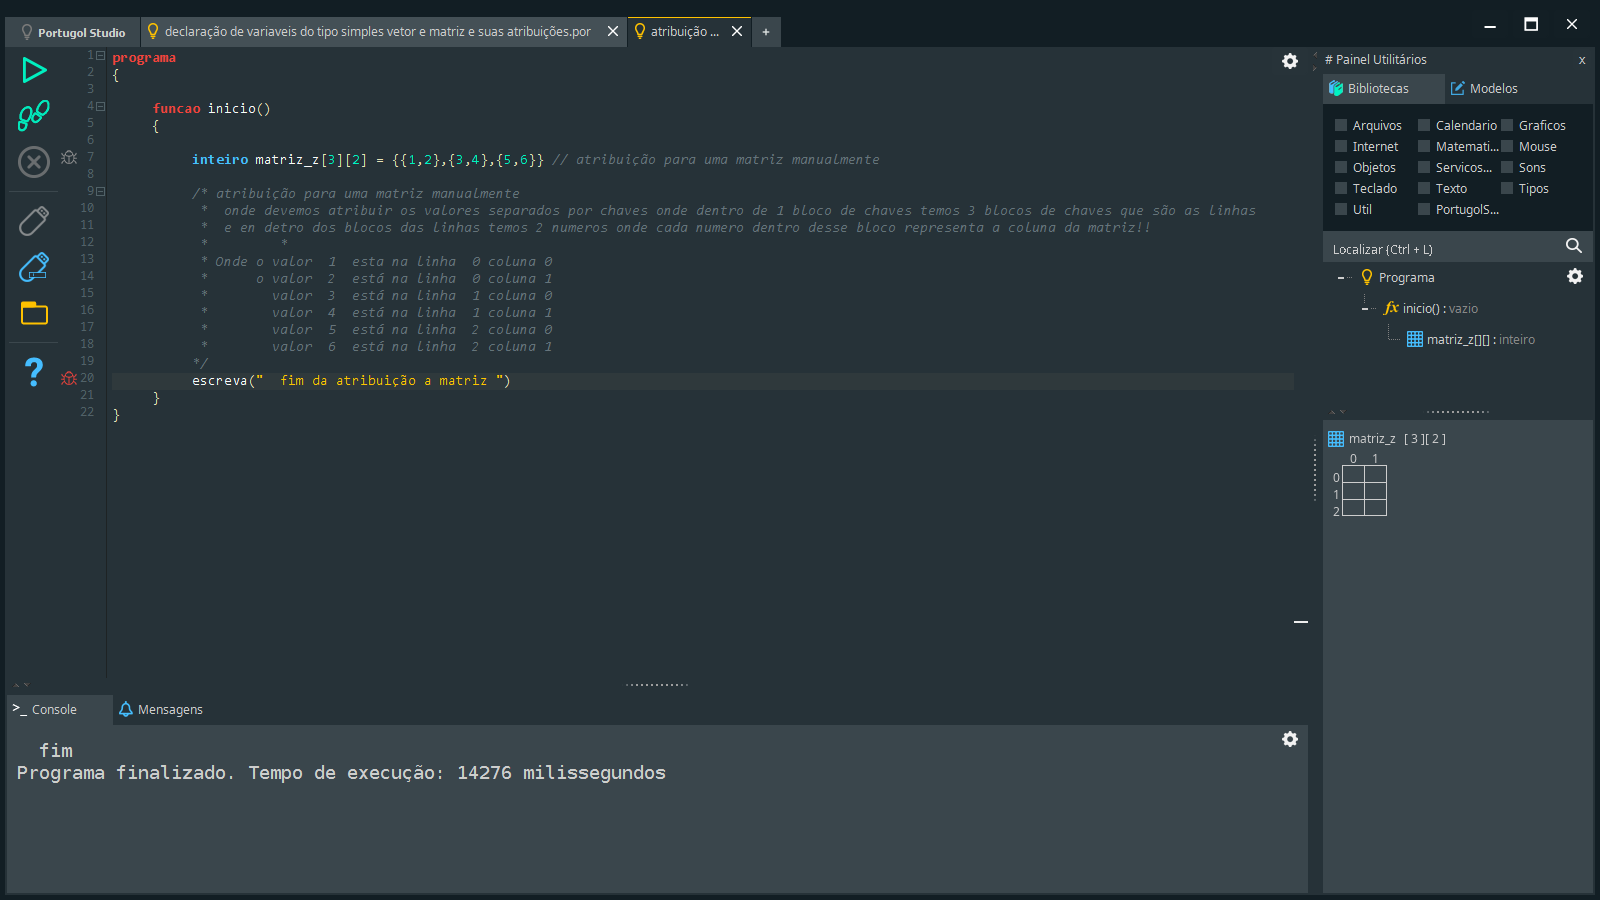 Portugol Studio
declaração de variaveis do tipo simples vetor e matriz e suas atribuições.por
atribuição ...
+
1 programa
2 {
3
4 funcao inicio()
5 {
6
7 inteiro matriz_z[3][2] = {{1,2},{3,4},{5,6}} // atribuição para uma matriz manualmente
8
9 /* atribuição para uma matriz manualmente
10 * onde devemos atribuir os valores separados por chaves onde dentro de 1 bloco de chaves temos 3 blocos de chaves que são as linhas
11 * e en detro dos blocos das linhas temos 2 numeros onde cada numero dentro desse bloco representa a coluna da matriz!!
12 * *
13 * Onde o valor 1 esta na linha 0 coluna 0
14 * o valor 2 está na linha 0 coluna 1
15 * valor 3 está na linha 1 coluna 0
16 * valor 4 está na linha 1 coluna 1
17 * valor 5 está na linha 2 coluna 0
18 * valor 6 está na linha 2 coluna 1
19 */
20 escreva(" fim da atribuição a matriz ")
21 }
22 }
>_ Console
Mensagens
fim
Programa finalizado. Tempo de execução: 14276 milissegundos
# Painel Utilitários x
Bibliotecas
Modelos
Arquivos Calendario Graficos
Internet Matemati... Mouse
Objetos Servicos... Sons
Teclado Texto Tipos
Util PortugolS...
Localizar (Ctrl + L)
Programa
fx inicio() : vazio
matriz_z[][] : inteiro
matriz_z [ 3 ][ 2 ]
0 1
0
1
2